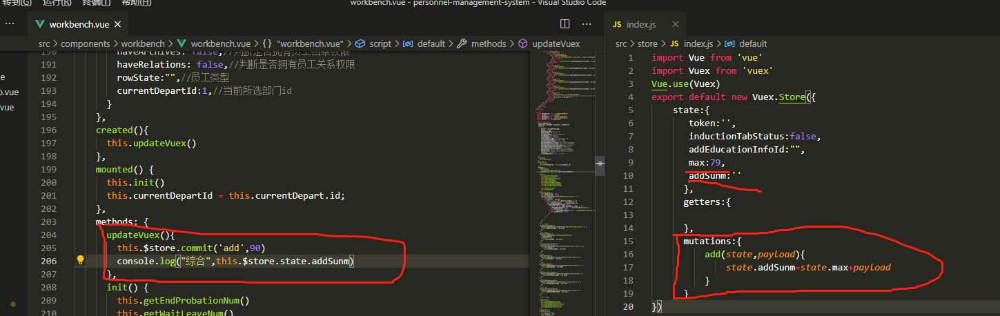 转到(G) 运行(R) 终端(T) 帮助(H)
workbench.vue - personnel-management-system - Visual Studio Code
workbench.vue
src > components > workbench > workbench.vue > {} "workbench.vue" > script > default > methods > updateVuex
e
o.vue
vue
190 haveArchives: false,//判断是否拥有员工档案权限
191 haveRelations: false,//判断是否拥有员工关系权限
192 rowState:"",//员工类型
193 currentDepartId:1,//当前所选部门id
194 }
195 },
196 created(){
197 this.updateVuex()
198 },
199 mounted() {
200 this.init()
201 this.currentDepartId = this.currentDepart.id;
202 },
203 methods: {
204 updateVuex(){
205 this.$store.commit('add',90)
206 console.log("综合",this.$store.state.addSunm)
207 },
208 init() {
209 this.getEndProbationNum()
210 this.getWaitLeaveNum()
JS index.js
src > store > JS index.js > default
1 import Vue from 'vue'
2 import Vuex from 'vuex'
3 Vue.use(Vuex)
4 export default new Vuex.Store({
5 state:{
6 token:'',
7 inductionTabStatus:false,
8 addEducationInfoId:"",
9 max:79,
10 addSunm:''
11 },
12 getters:{
13
14 },
15 mutations:{
16 add(state,payLoad){
17 state.addSunm=state.max+payLoad
18 }
19 }
20 })